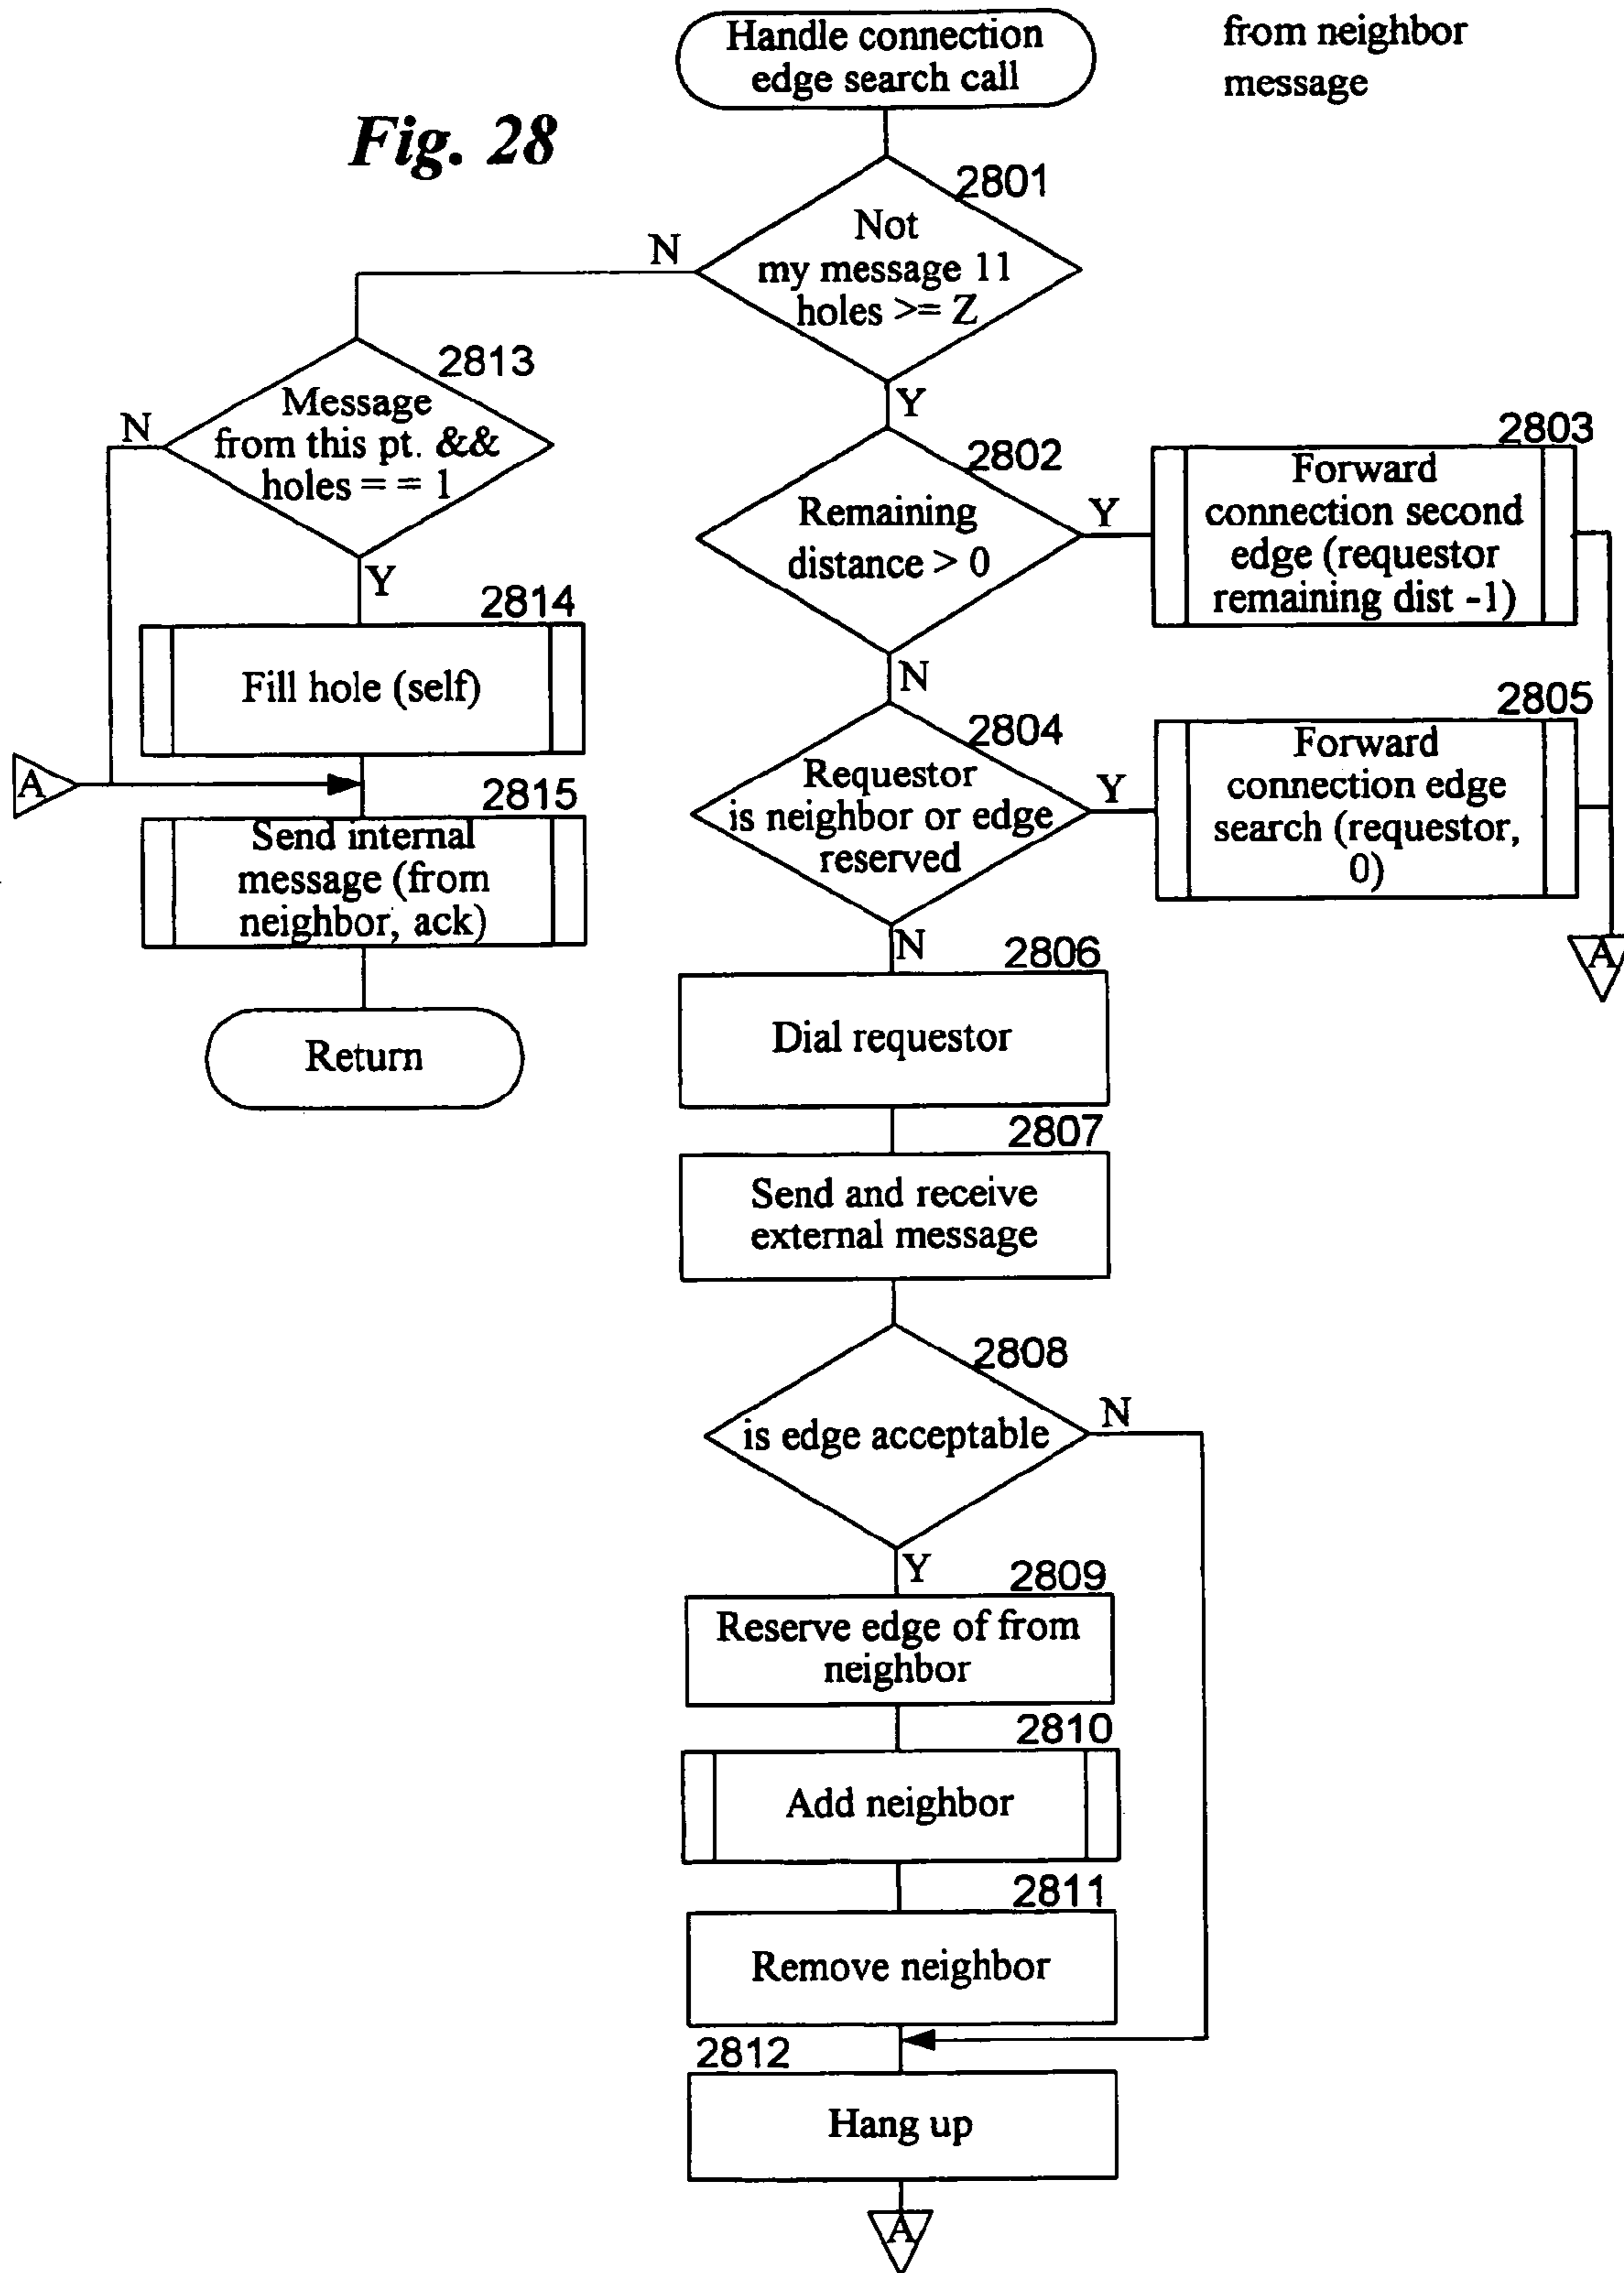 Handle connection
edge search call
from neighbor
message
Fig. 28
2801
Not
my message 11
holes >= Z
N
Y
2813
Message
from this pt. &&
holes = = 1
N
Y
2802
Remaining
distance > 0
Y
N
2803
Forward
connection second
edge (requestor
remaining dist -1)
2814
Fill hole (self)
2804
Requestor
is neighbor or edge
reserved
Y
N
2805
Forward
connection edge
search (requestor,
0)
A
2815
Send internal
message (from
neighbor, ack)
A
Return
2806
Dial requestor
2807
Send and receive
external message
2808
is edge acceptable
N
Y
2809
Reserve edge of from
neighbor
2810
Add neighbor
2811
Remove neighbor
2812
Hang up
A